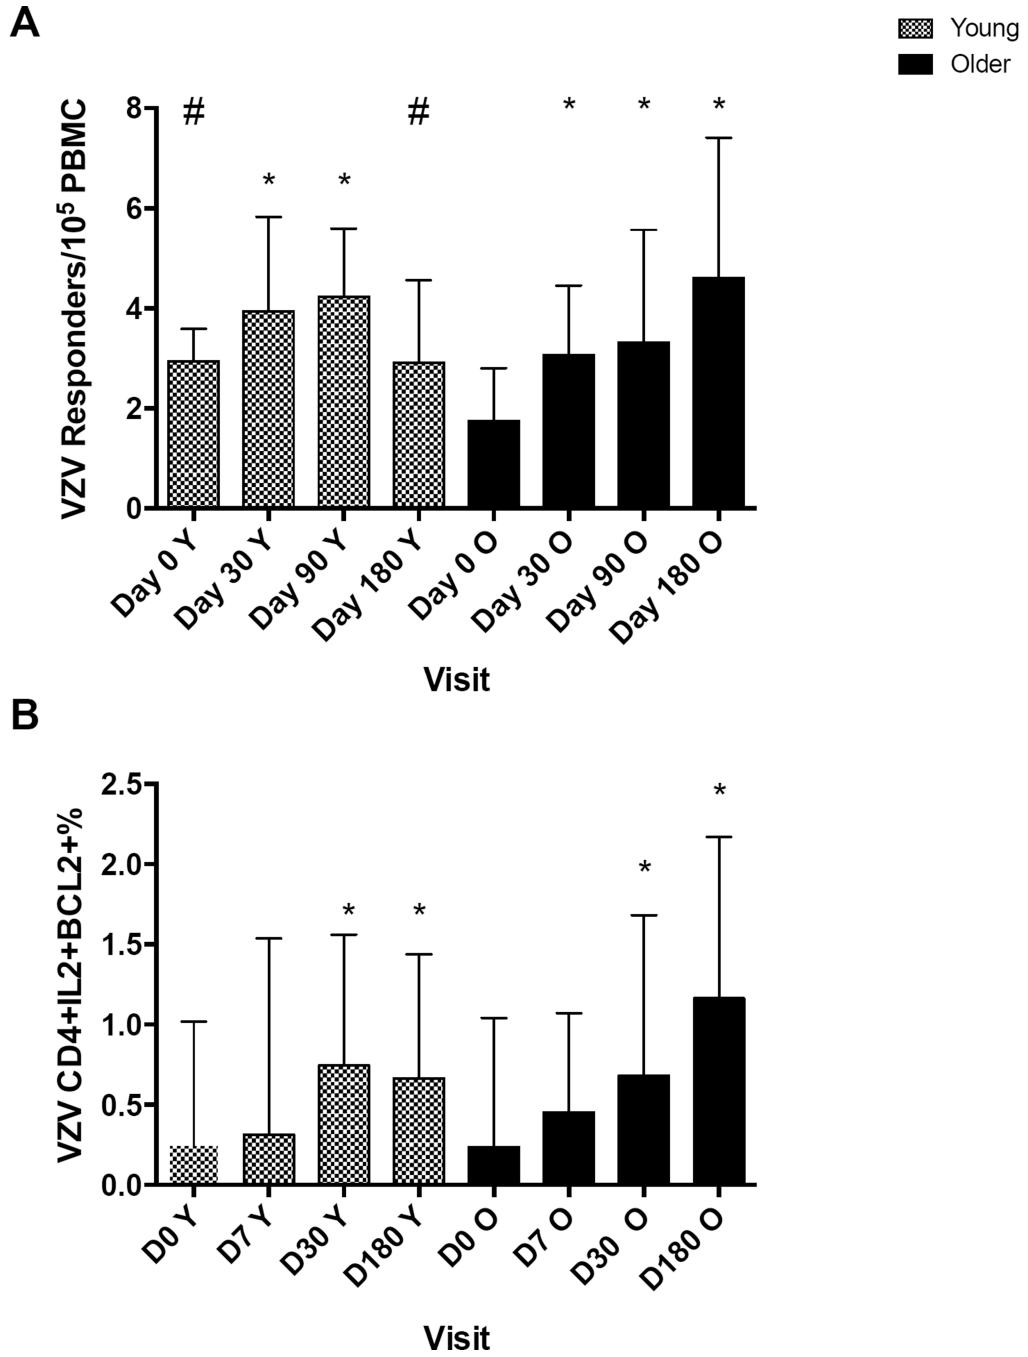 A
Young
Older
VZV Responders/10⁵ PBMC
8
6
4
2
0
#
*
*
#
*
*
*
Day 0 Y
Day 30 Y
Day 90 Y
Day 180 Y
Day 0 O
Day 30 O
Day 90 O
Day 180 O
Visit
B
VZV CD4+IL2+BCL2+%
2.5
2.0
1.5
1.0
0.5
0.0
*
*
*
*
D0 Y
D7 Y
D30 Y
D180 Y
D0 O
D7 O
D30 O
D180 O
Visit